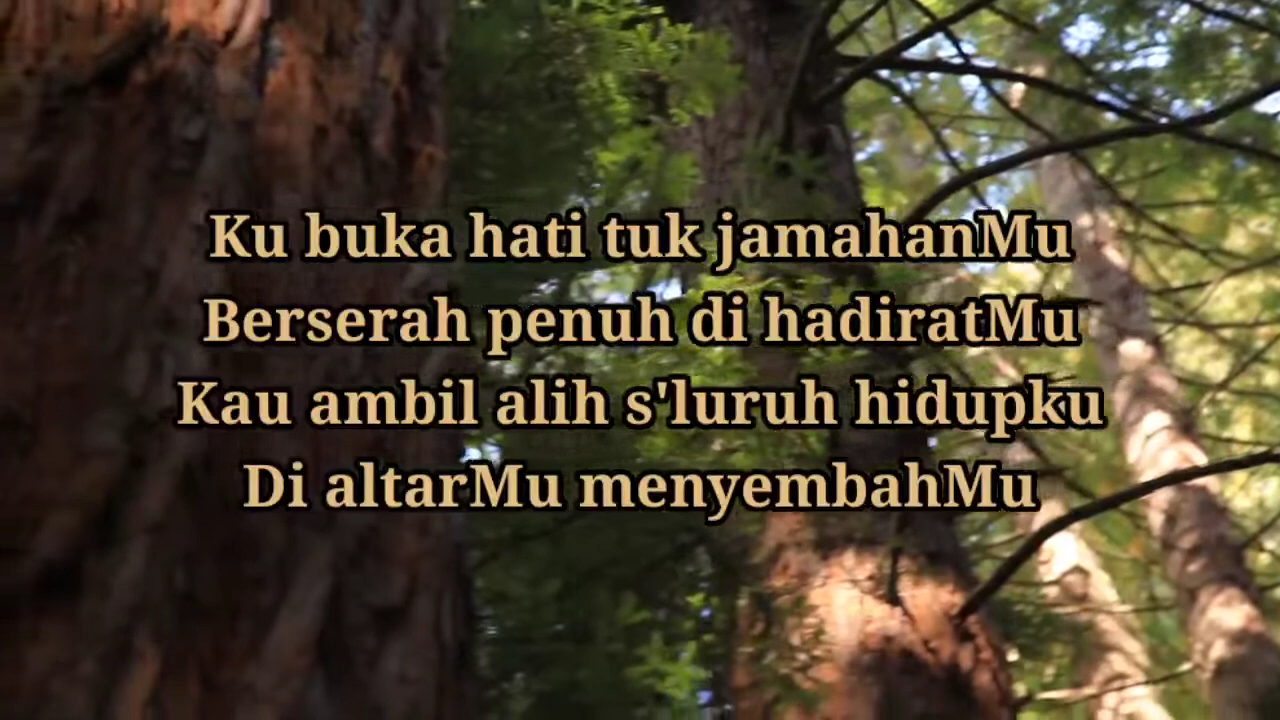 Ku buka hati tuk jamahanMu
Berserah penuh di hadiratMu
Kau ambil alih s'luruh hidupku
Di altarMu menyembahMu